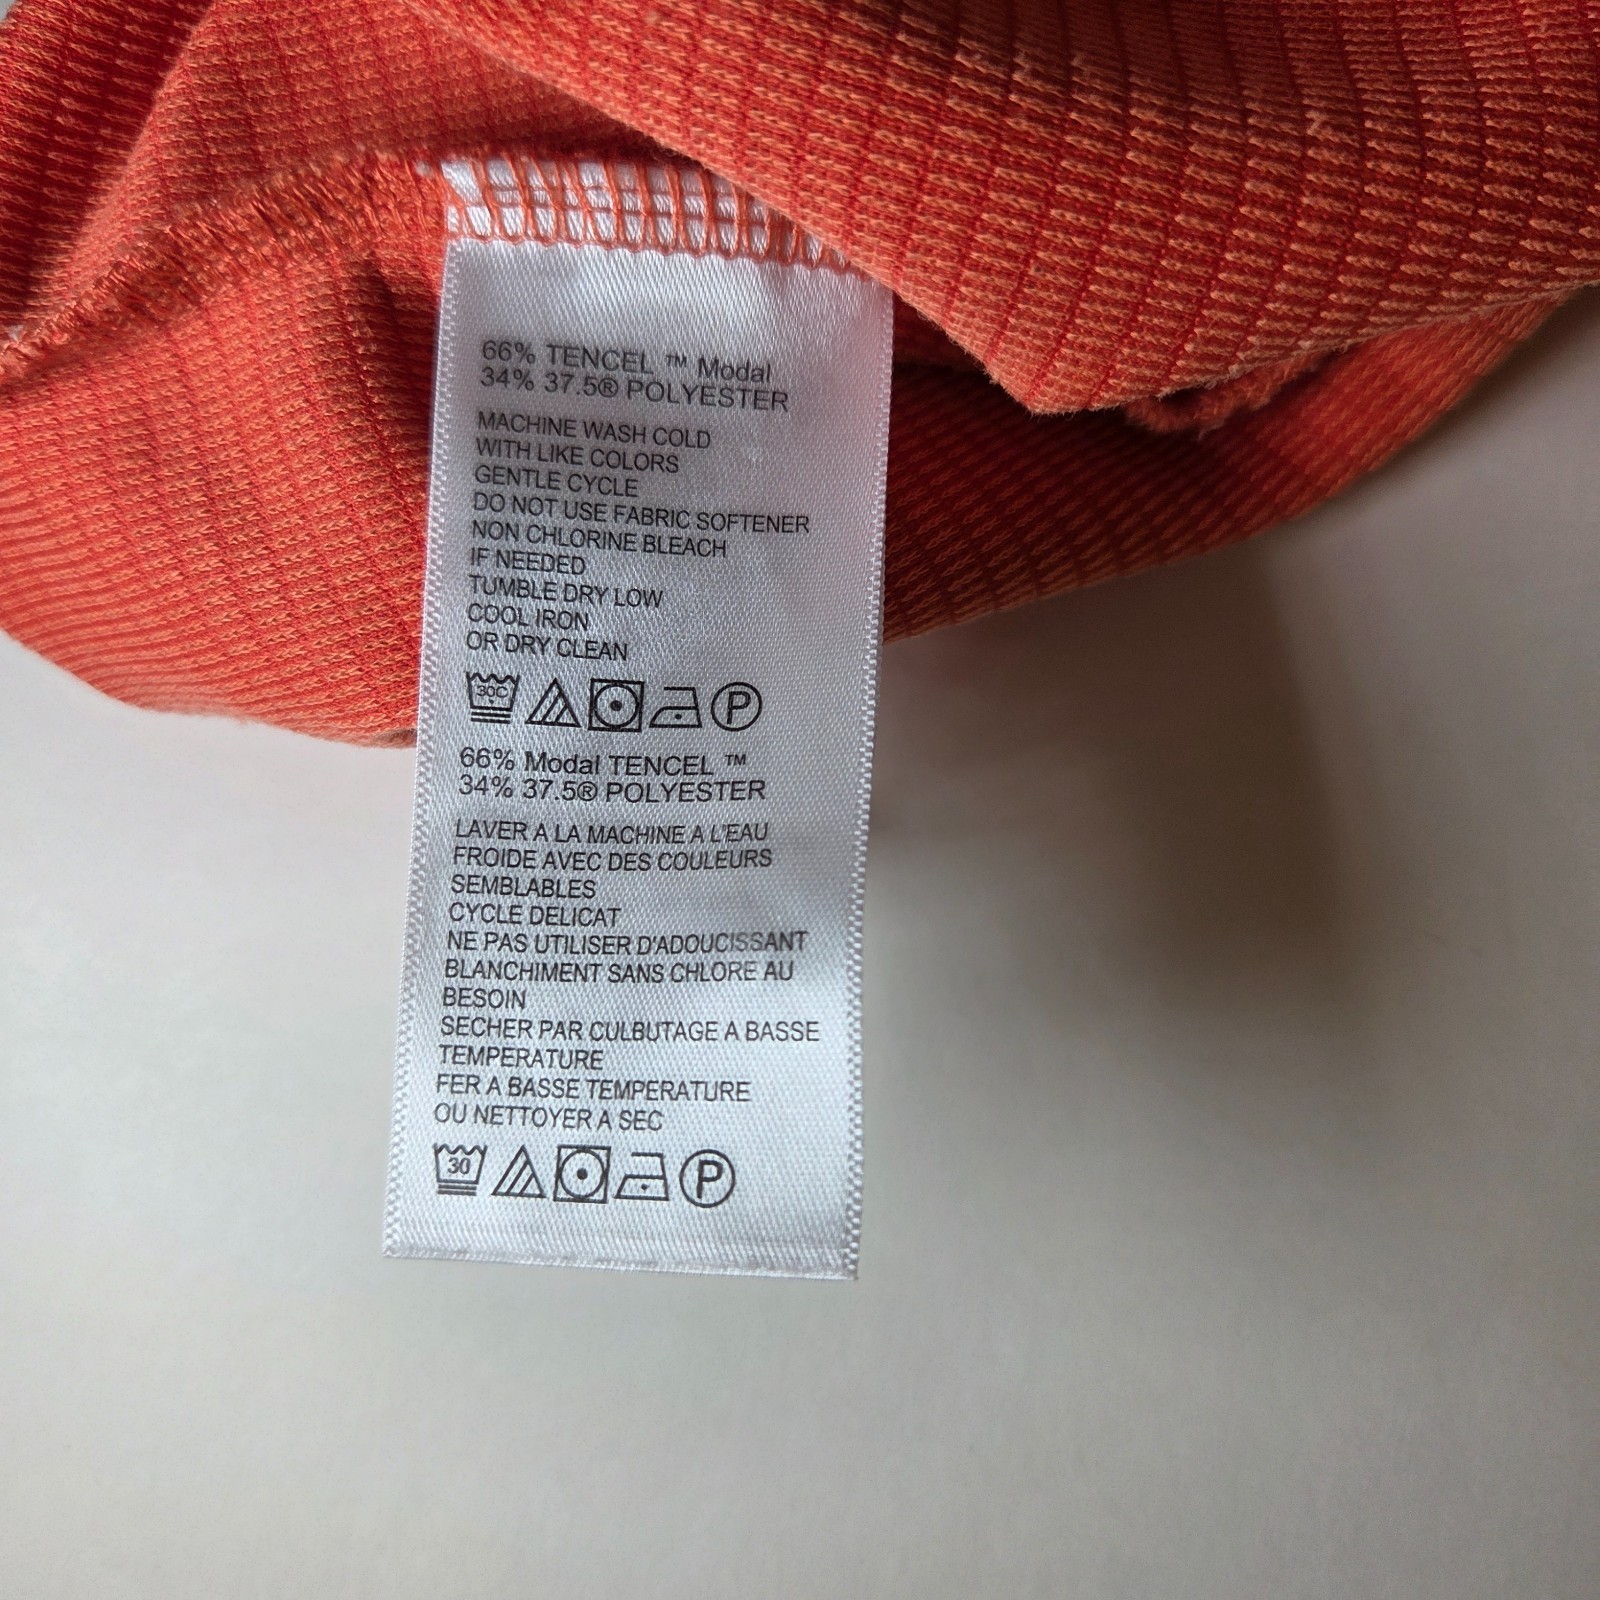 66% TENCEL ™ Modal
34% 37.5® POLYESTER
MACHINE WASH COLD
WITH LIKE COLORS
GENTLE CYCLE
DO NOT USE FABRIC SOFTENER
NON CHLORINE BLEACH
IF NEEDED
TUMBLE DRY LOW
COOL IRON
OR DRY CLEAN
30C P
66% Modal TENCEL ™
34% 37.5® POLYESTER
LAVER A LA MACHINE A L'EAU
FROIDE AVEC DES COULEURS
SEMBLABLES
CYCLE DELICAT
NE PAS UTILISER D'ADOUCISSANT
BLANCHIMENT SANS CHLORE AU
BESOIN
SECHER PAR CULBUTAGE A BASSE
TEMPERATURE
FER A BASSE TEMPERATURE
OU NETTOYER A SEC
30 P